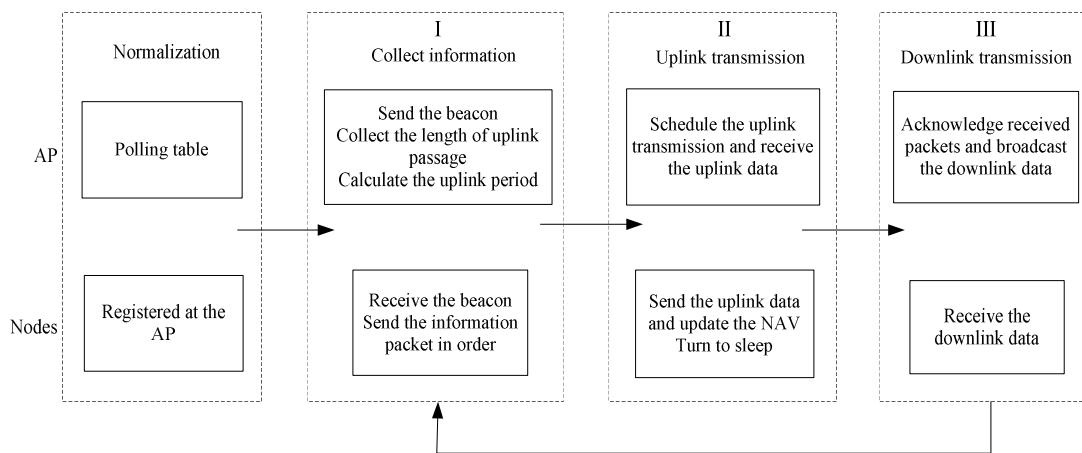 Normalization
I
Collect information
II
Uplink transmission
III
Downlink transmission
AP
Polling table
Send the beacon
Collect the length of uplink
passage
Calculate the uplink period
Schedule the uplink
transmission and receive
the uplink data
Acknowledge received
packets and broadcast
the downlink data
Nodes
Registered at the
AP
Receive the beacon
Send the information
packet in order
Send the uplink data
and update the NAV
Turn to sleep
Receive the
downlink data